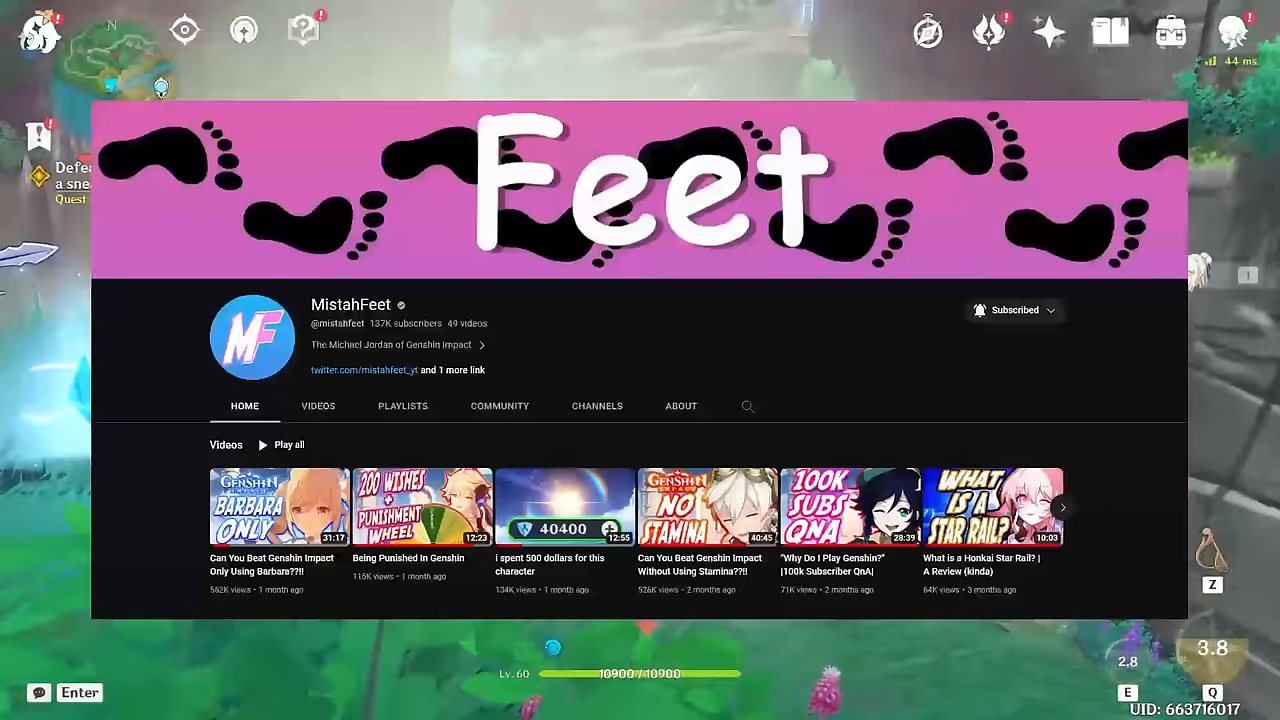 N
44 ms
Feet
Defe
a sne
Quest
MistahFeet
@mistahfeet 137K subscribers 49 videos
The Michael Jordan of Genshin Impact
twitter.com/mistahfeet_yt and 1 more link
Subscribed
1
HOME VIDEOS PLAYLISTS COMMUNITY CHANNELS ABOUT
Videos Play all
GENSHIN IMPACT BARBARA ONLY 31:17
200 WISHES + PUNISHMENT WHEEL 12:23
40400 12:55
GENSHIN IMPACT NO STAMINA 40:45
100K SUBS QNA 28:39
WHAT IS A STAR RAIL? 10:03
Can You Beat Genshin Impact
Only Using Barbara??!!
562K views • 1 month ago
Being Punished In Genshin
115K views • 1 month ago
I spent 500 dollars for this
character
134K views • 1 month ago
Can You Beat Genshin Impact
Without Using Stamina??!!
526K views • 2 months ago
"Why Do I Play Genshin?"
|100k Subscriber QnA|
71K views • 2 months ago
What is a Honkai Star Rail? |
A Review (kinda)
64K views • 3 months ago
Z
Lv. 60 10900 / 10900
2.8 3.8
Enter
E Q
UID: 663716017